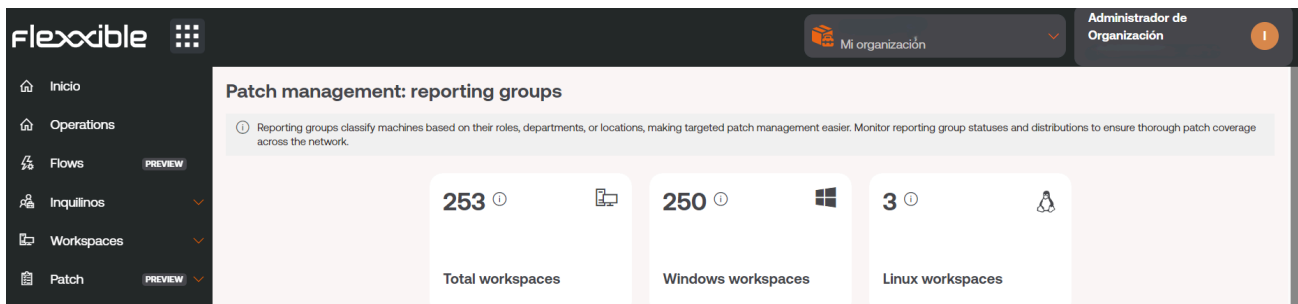 Flexxible
Mi organización
Administrador de
Organización
I
Inicio
Operations
Flows PREVIEW
Inquilinos
Workspaces
Patch PREVIEW
Patch management: reporting groups
Reporting groups classify machines based on their roles, departments, or locations, making targeted patch management easier. Monitor reporting group statuses and distributions to ensure thorough patch coverage
across the network.
253
Total workspaces
250
Windows workspaces
3
Linux workspaces